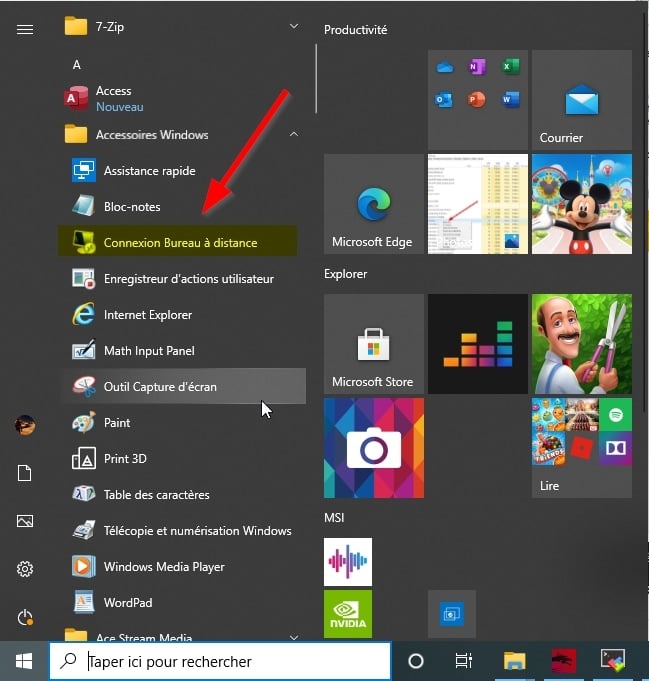 7-Zip
A
Access
Nouveau
Accessoires Windows
Assistance rapide
Bloc-notes
Connexion Bureau à distance
Enregistreur d'actions utilisateur
Internet Explorer
Math Input Panel
Outil Capture d'écran
Paint
Print 3D
Table des caractères
Télécopie et numérisation Windows
Windows Media Player
WordPad
Ace Stream Media
Productivité
Courrier
Microsoft Edge
Explorer
Microsoft Store
Lire
MSI
NVIDIA
Taper ici pour rechercher